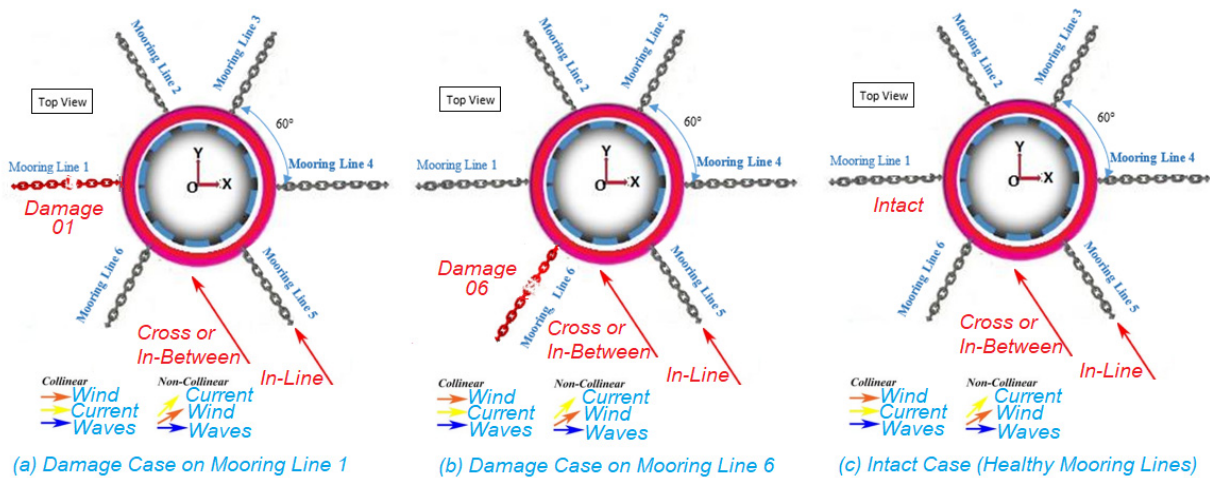 Mooring Line 2
Mooring Line 3
Top View
60°
Mooring Line 1
Y
O
X
Mooring Line 4
Damage
01
Mooring Line 6
Mooring Line 5
Cross or
In-Between
In-Line
Collinear
Wind
Current
Waves
Non-Collinear
Current
Wind
Waves
(a) Damage Case on Mooring Line 1
Mooring Line 2
Mooring Line 3
Top View
60°
Mooring Line 1
Y
O
X
Mooring Line 4
Damage
06
Mooring Line 6
Mooring Line 5
Cross or
In-Between
In-Line
Collinear
Wind
Current
Waves
Non-Collinear
Current
Wind
Waves
(b) Damage Case on Mooring Line 6
Mooring Line 2
Mooring Line 3
Top View
60°
Mooring Line 1
Y
O
X
Mooring Line 4
Intact
Mooring Line 6
Mooring Line 5
Cross or
In-Between
In-Line
Collinear
Wind
Current
Waves
Non-Collinear
Current
Wind
Waves
(c) Intact Case (Healthy Mooring Lines)